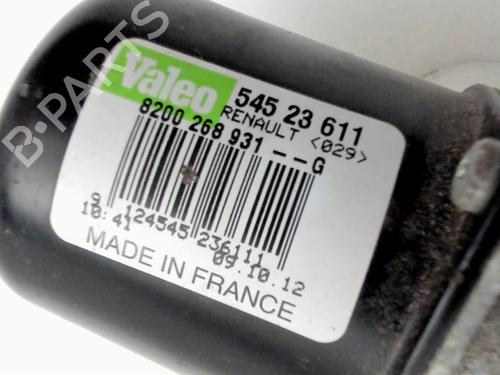 B-PARTS
Valeo
545 23 611
RENAULT <029>
8200 268 931--G
9 124545 236111
10:41 09.10.12
MADE IN FRANCE